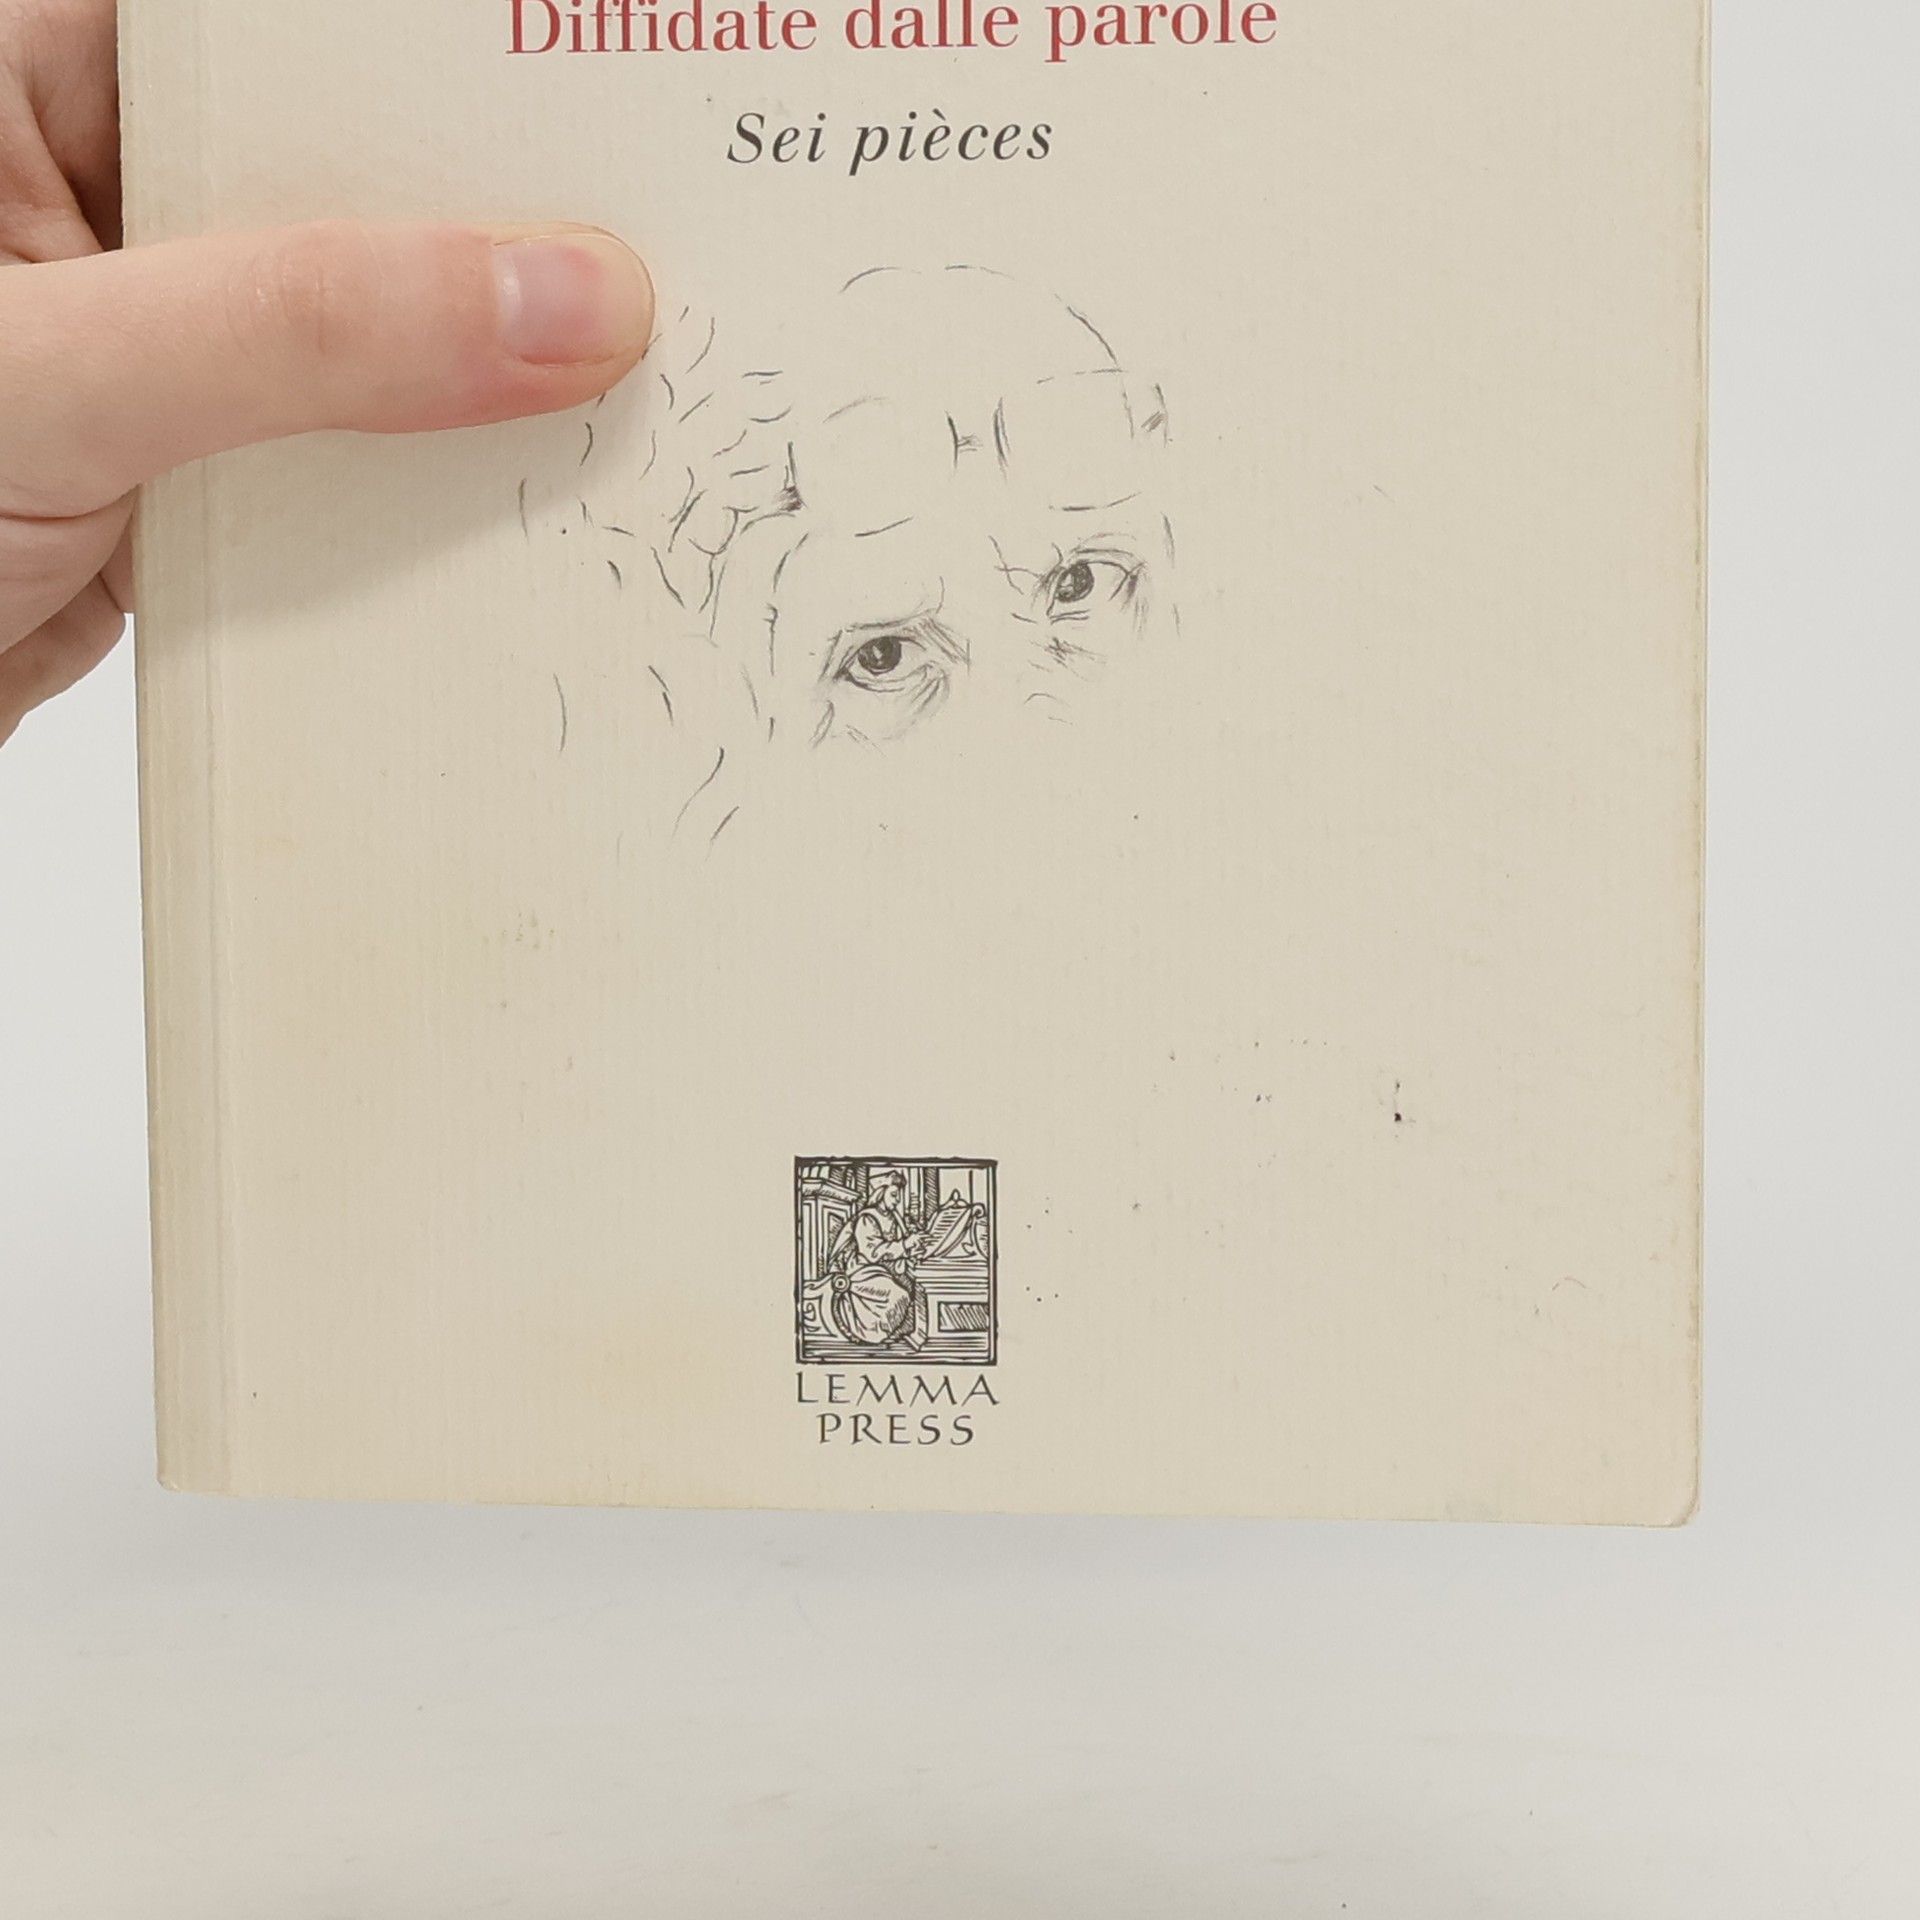 Diffidate dalle parole
Sei pièces
LEMMA
PRESS